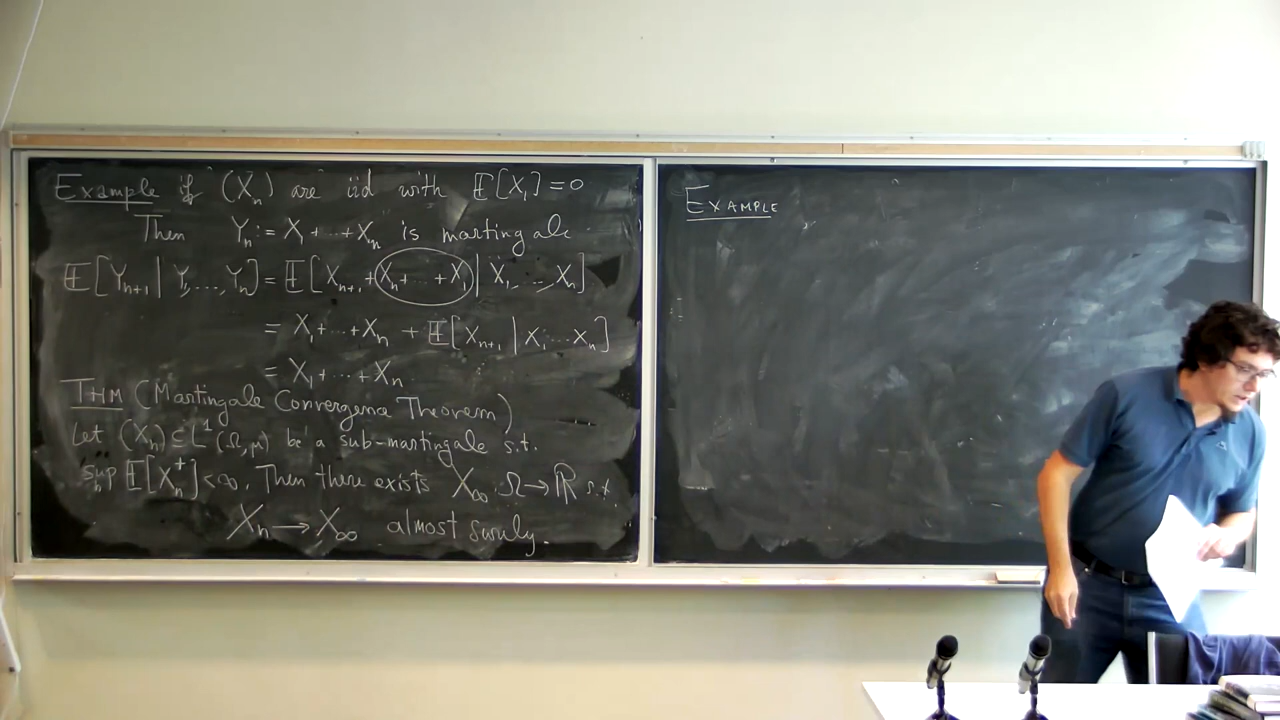 Example if (Xₙ) are iid with 𝔼[X₁] = 0
Then Yₙ := X₁ + ... + Xₙ is martingale.
𝔼[Yₙ₊₁ | Y₁, ..., Yₙ] = 𝔼[Xₙ₊₁ + Xₙ + ... + X₁ | X₁, ..., Xₙ]
= X₁ + ... + Xₙ + 𝔼[Xₙ₊₁ | X₁ ... Xₙ]
= X₁ + ... + Xₙ.
THM (Martingale Convergence Theorem)
Let (Xₙ) ⊆ L¹(Ω, μ) be a sub-martingale s.t.
supₙ 𝔼[Xₙ⁺] < ∞. Then there exists X∞ : Ω → ℝ s.t.
Xₙ → X∞ almost surely.
EXAMPLE